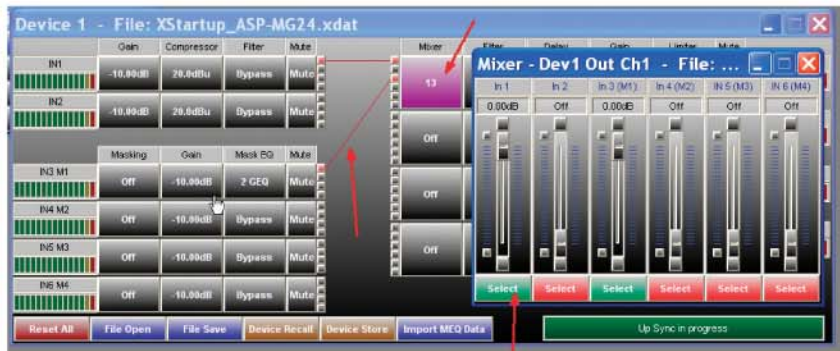 Device 1 - File: XStartup_ASP-MG24.xdat
Gain Compressor Filter Mute Mixer Filter Delay Gain Limiter Mute
IN1 -10.00dB 20.0dBu Bypass Mute 13
IN2 -10.00dB 20.0dBu Bypass Mute Off
Masking Gain Mask EQ Mute
IN3 M1 Off -10.00dB 2 GEQ Mute Off
IN4 M2 Off -10.00dB Bypass Mute
IN5 M3 Off -10.00dB Bypass Mute Off
IN6 M4 Off -10.00dB Bypass Mute
Reset All File Open File Save Device Recall Device Store Import MEQ Data Up Sync in progress
Mixer - Dev1 Out Ch1 - File: ...
In 1 In 2 In 3 (M1) In 4 (M2) IN 5 (M3) IN 6 (M4)
0.00dB Off 0.00dB Off Off Off
Select Select Select Select Select Select